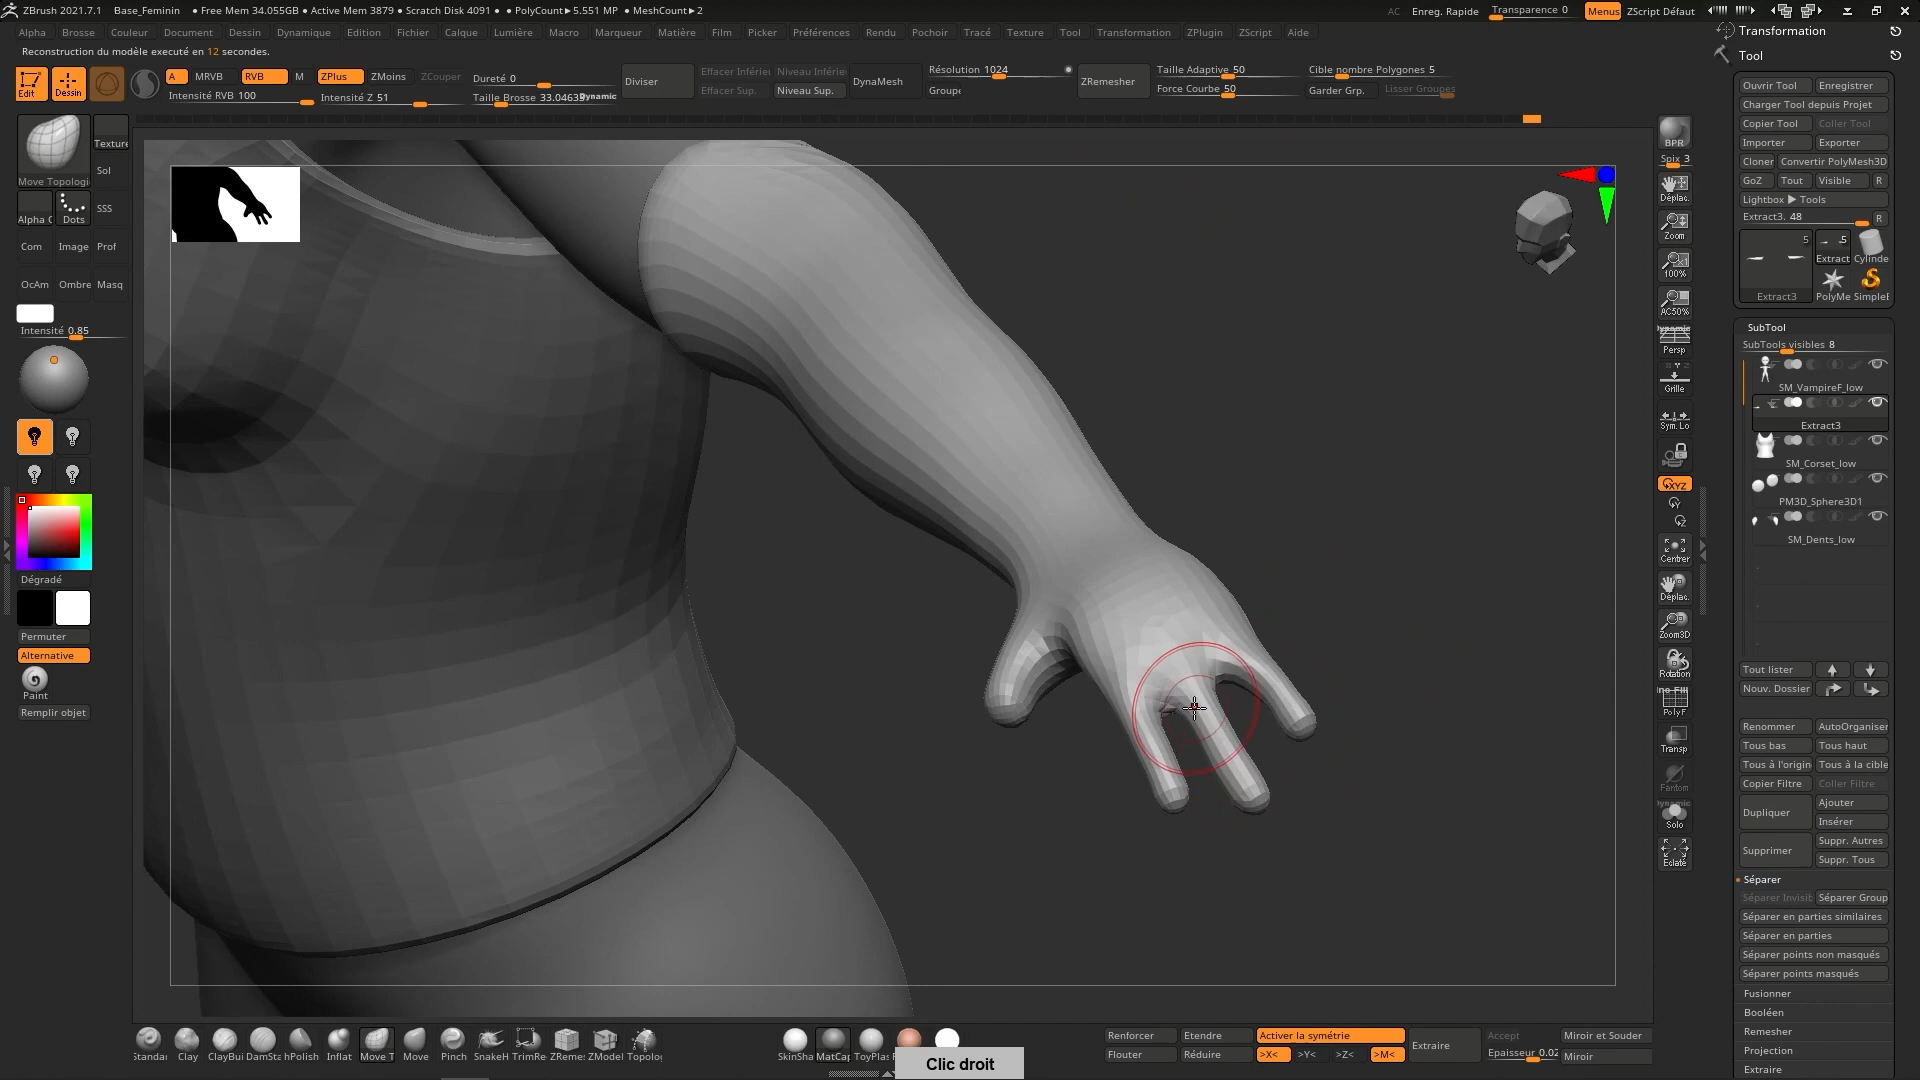 ZBrush 2021.7.1 Base_Feminin • Free Mem 34.055GB • Active Mem 3879 • Scratch Disk 4091 • PolyCount▸5.551 MP • MeshCount▸2 AC Enreg. Rapide Transparence 0 Menus ZScript Défaut
Alpha Brosse Couleur Document Dessin Dynamique Edition Fichier Calque Lumière Macro Marqueur Matière Film Picker Préférences Rendu Pochoir Tracé Texture Tool Transformation ZPlugin ZScript Aide
Reconstruction du modèle executé en 12 secondes.
Edit Dessin
A MRVB RVB M ZPlus ZMoins ZCouper
Intensité RVB 100 Intensité Z 51
Dureté 0
Taille Brosse 33.04639 Dynamic
Diviser
Effacer Inférieu Niveau Inférie
Effacer Sup. Niveau Sup.
DynaMesh
Résolution 1024
Groupe
ZRemesher
Taille Adaptive 50
Force Courbe 50
Cible nombre Polygones 5
Garder Grp. Lisser Groupes
Move Topologi
Texture
Sol
Alpha O Dots SSS
Com Image Prof
OcAm Ombre Masq
Intensité 0.85
Dégradé
Permuter
Alternative
Paint
Remplir objet
BPR
Spix 3
Déplac.
Zoom
100%
AC50%
Dynamic
Persp
Grille
Sym. Lo
XYZ
Y
Z
Centrer
Déplac.
Zoom3D
Rotation
PolyF
Transp
Fantom
Dynamic
Solo
Eclaté
Transformation
Tool
Ouvrir Tool Enregistrer
Charger Tool depuis Projet
Copier Tool Coller Tool
Importer Exporter
Cloner Convertir PolyMesh3D
GoZ Tout Visible R
Lightbox ▶ Tools
Extract3. 48 R
5 5
Extract Cylinde
Extract3 PolyMe SimpleE
SubTool
SubTools visibles 8
SM_VampireF_low
Extract3
SM_Corset_low
PM3D_Sphere3D1
SM_Dents_low
Tout lister
Nouv. Dossier
Renommer AutoOrganiser
Tous bas Tous haut
Tous à l'origin Tous à la cible
Copier Filtre Coller Filtre
Dupliquer Ajouter
Insérer
Supprimer Suppr. Autres
Suppr. Tous
Séparer
Séparer Invisib Séparer Group
Séparer en parties similaires
Séparer en parties
Séparer points non masqués
Séparer points masqués
Fusionner
Booléen
Remesher
Projection
Extraire
Standar Clay ClayBui DamSta hPolish Inflat Move T Move Pinch SnakeH TrimRe ZReme ZModel Topolog
SkinSha MatCap ToyPlas
Clic droit
Renforcer Etendre Activer la symétrie
Flouter Réduire >X< >Y< >Z< >M<
Extraire
Accept
Epaisseur 0.02
Miroir et Souder
Miroir